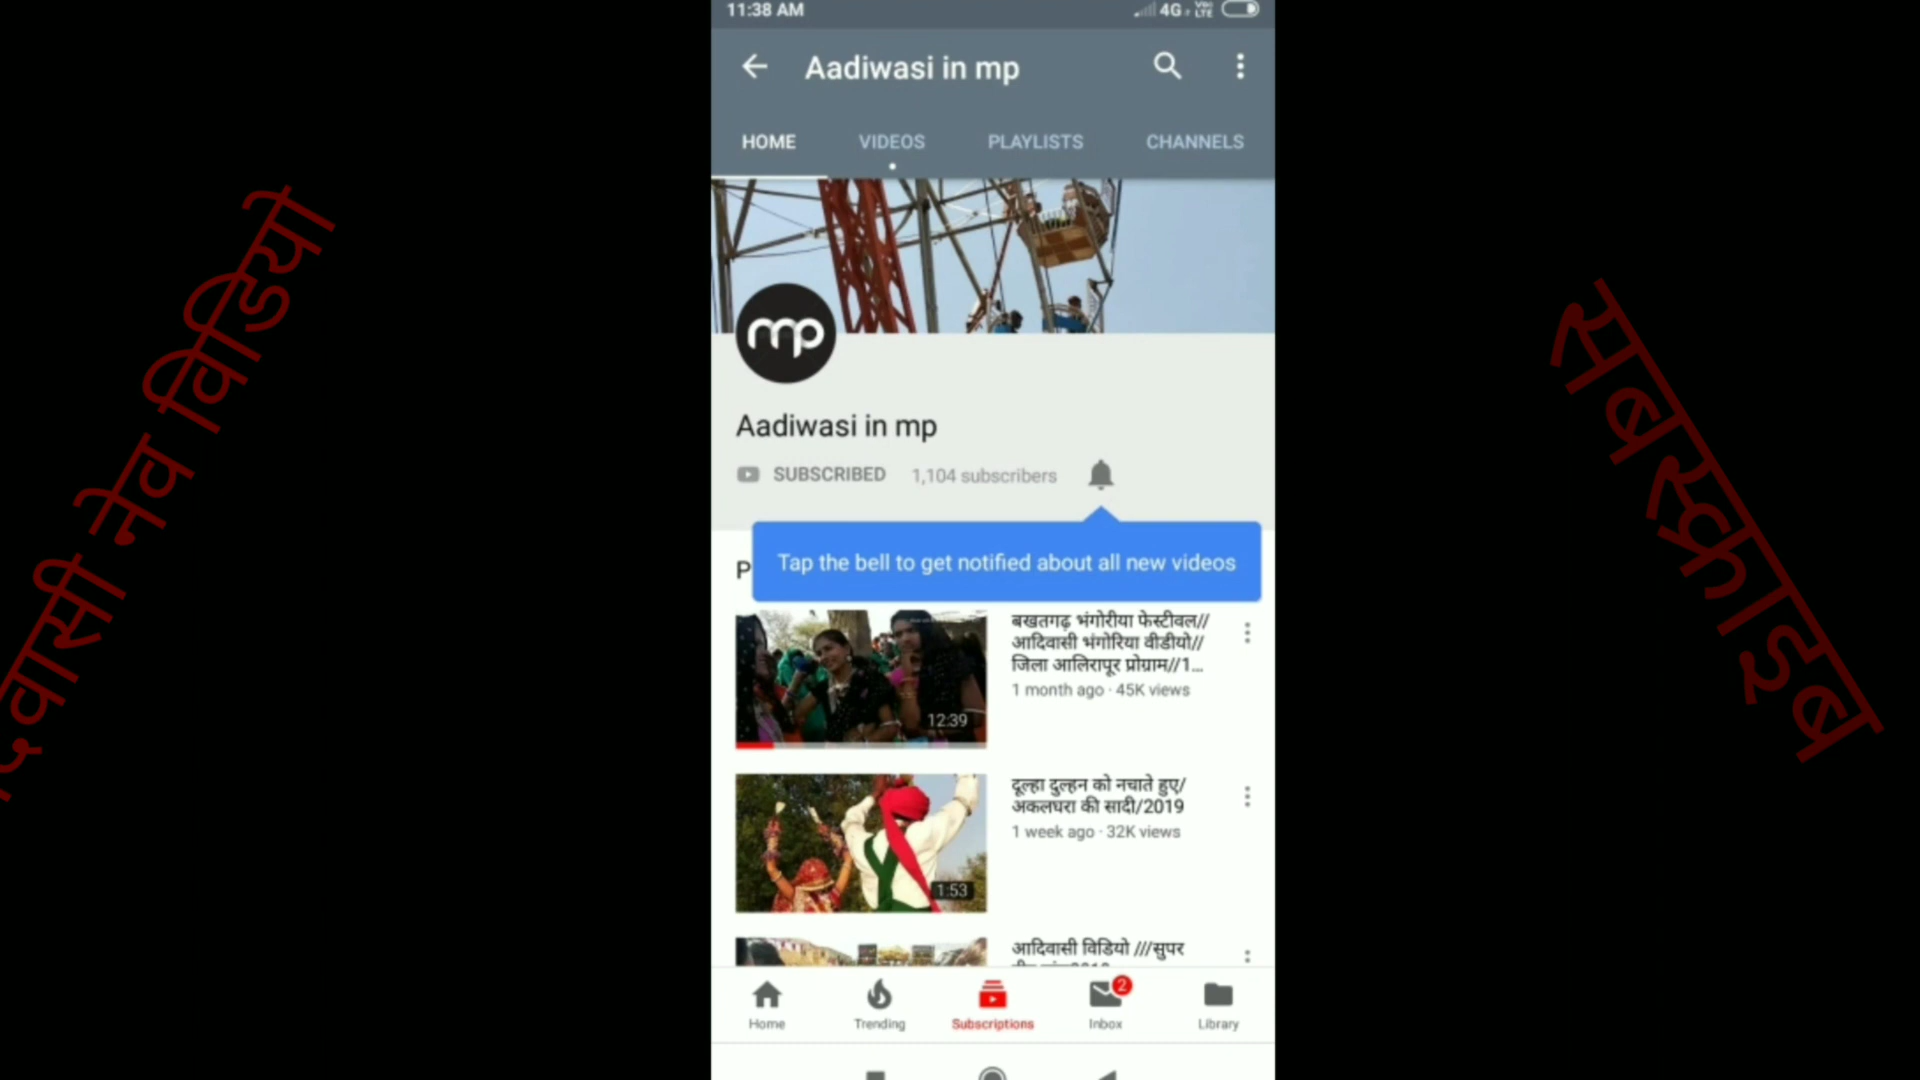 11:38 AM
4G
Aadiwasi in mp
HOME
VIDEOS
PLAYLISTS
CHANNELS
mp
Aadiwasi in mp
SUBSCRIBED
1,104 subscribers
Tap the bell to get notified about all new videos
P
बखतगढ़ भंगोरीया फेस्टीवल//
आदिवासी भंगोरिया वीडीयो//
जिला आलिरापूर प्रोग्राम//1...
1 month ago · 45K views
12:39
दूल्हा दुल्हन को नचाते हुए/
अकलघरा की सादी/2019
1 week ago · 32K views
1:53
आदिवासी विडियो ///सुपर
Home
Trending
Subscriptions
2
Inbox
Library
नेव विडियो
सबस्क्राइब